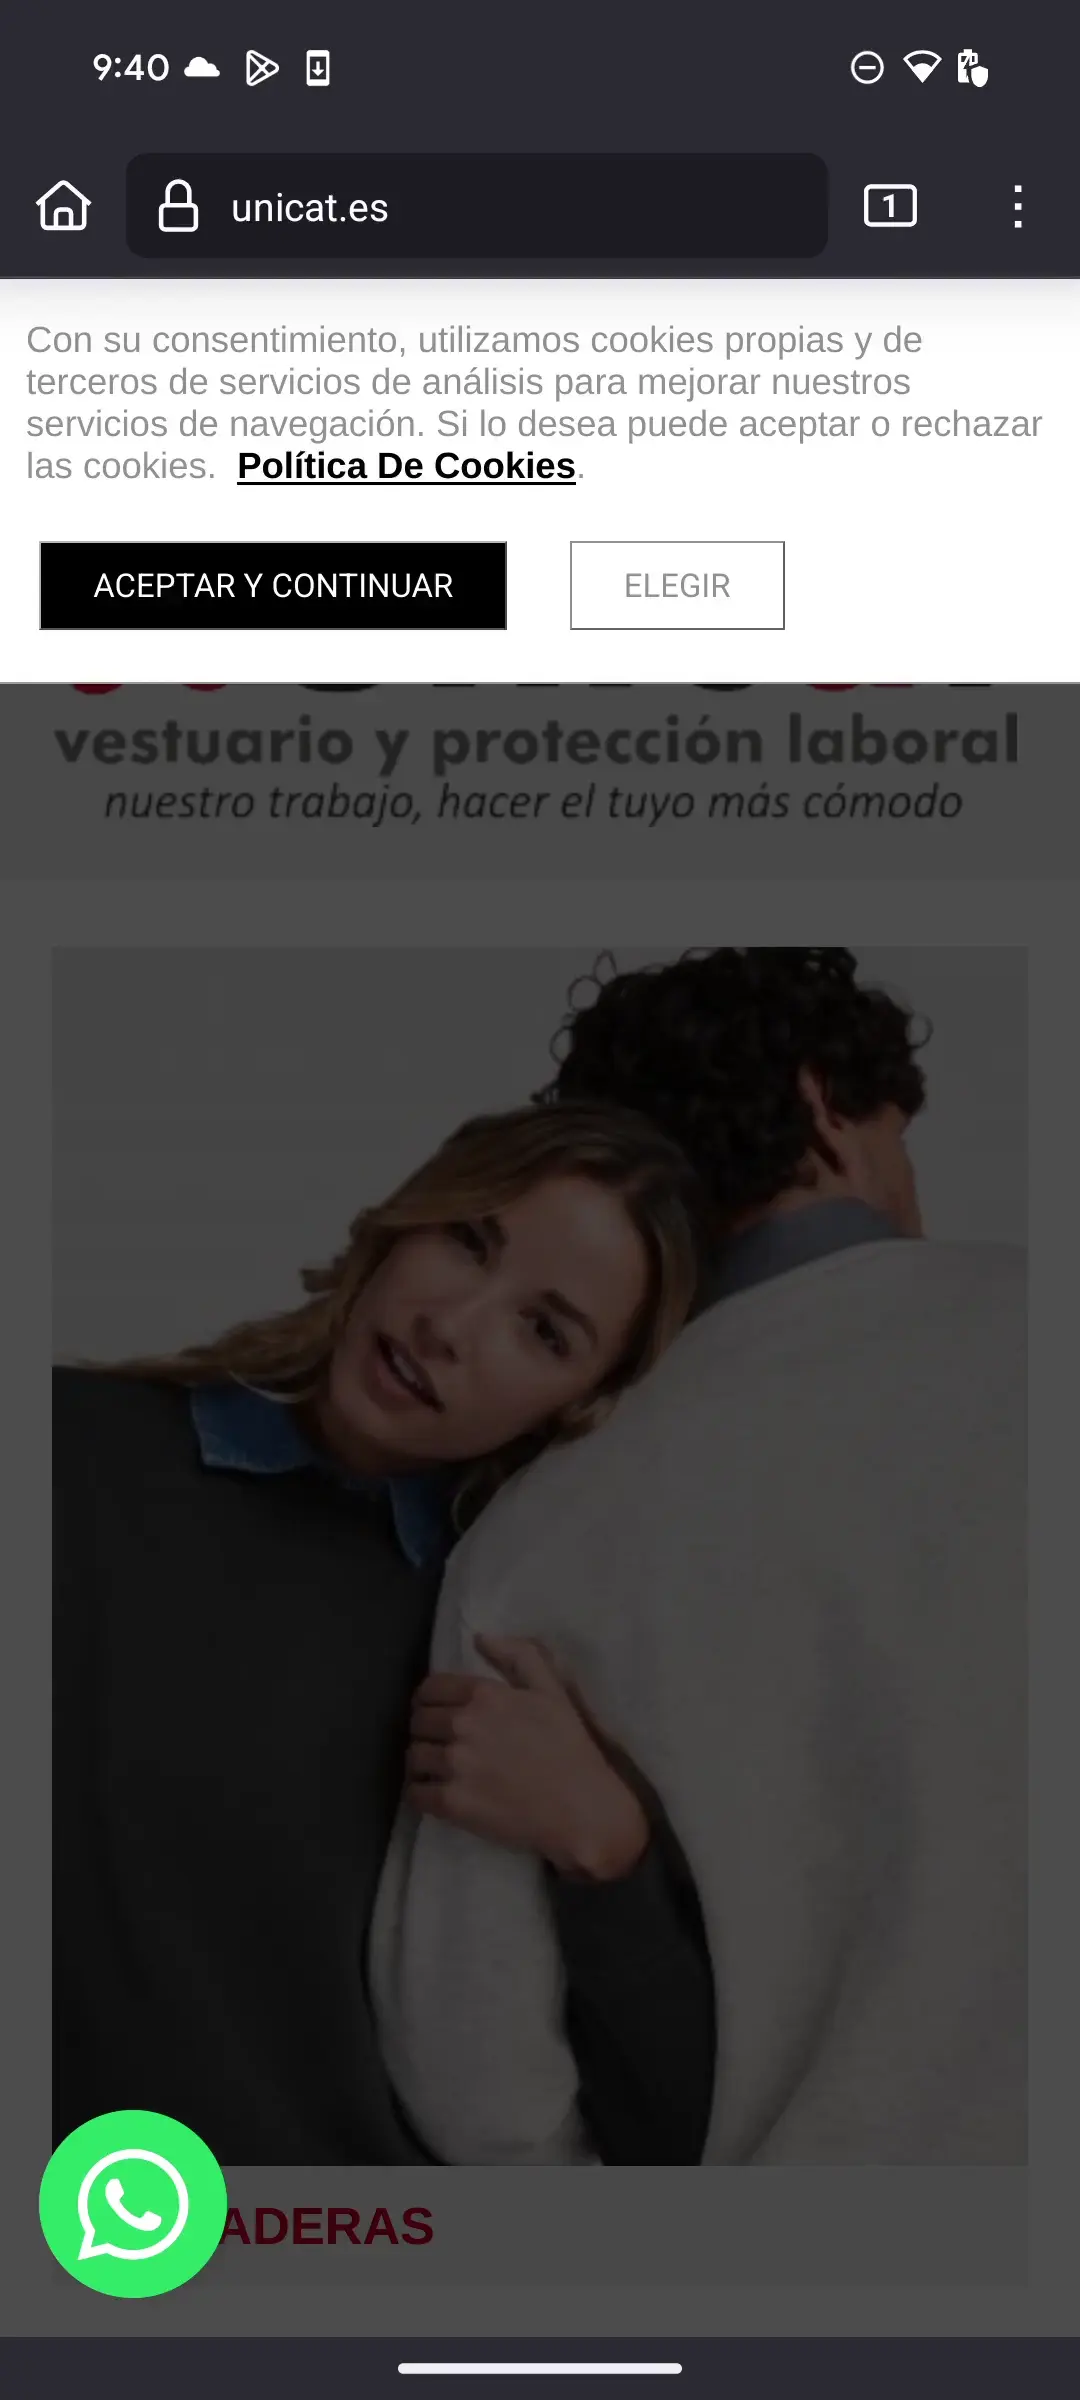 9:40
unicat.es
1
Con su consentimiento, utilizamos cookies propias y de
terceros de servicios de análisis para mejorar nuestros
servicios de navegación. Si lo desea puede aceptar o rechazar
las cookies. Política De Cookies.
ACEPTAR Y CONTINUAR
ELEGIR
vestuario y protección laboral
nuestro trabajo, hacer el tuyo más cómodo
ADERAS